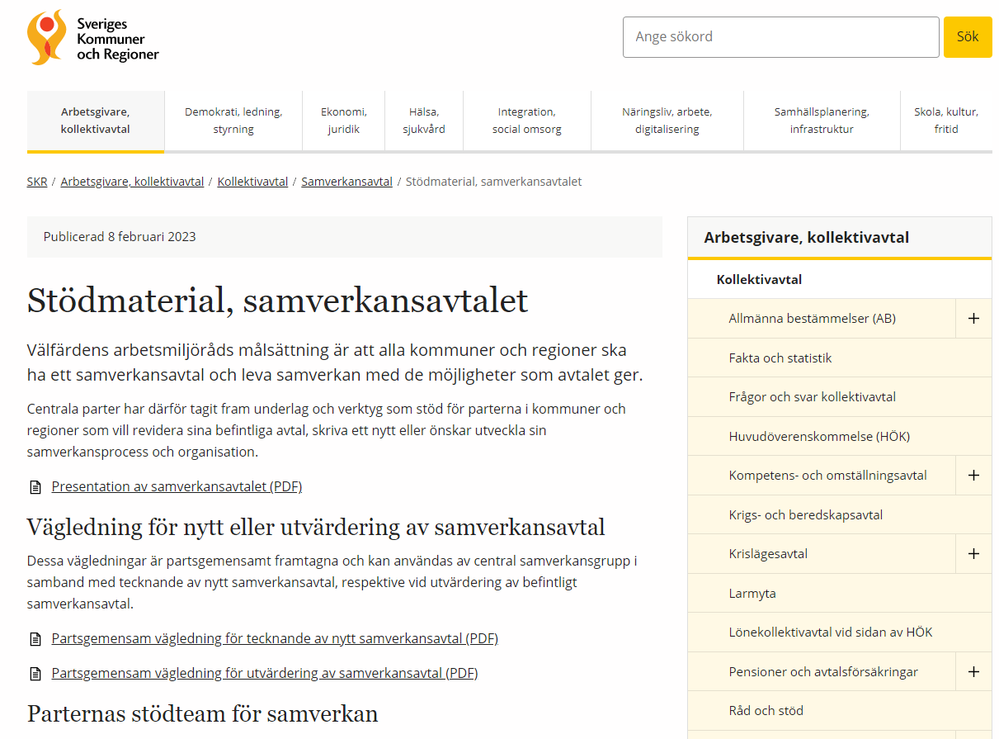 Sveriges
Kommuner
och Regioner
Ange sökord
Sök
Arbetsgivare,
kollektivavtal
Demokrati, ledning,
styrning
Ekonomi,
juridik
Hälsa,
sjukvård
Integration,
social omsorg
Näringsliv, arbete,
digitalisering
Samhällsplanering,
infrastruktur
Skola, kultur,
fritid
SKR / Arbetsgivare, kollektivavtal / Kollektivavtal / Samverkansavtal / Stödmaterial, samverkansavtalet
Publicerad 8 februari 2023
Stödmaterial, samverkansavtalet
Välfärdens arbetsmiljöråds målsättning är att alla kommuner och regioner ska
ha ett samverkansavtal och leva samverkan med de möjligheter som avtalet ger.
Centrala parter har därför tagit fram underlag och verktyg som stöd för parterna i kommuner och
regioner som vill revidera sina befintliga avtal, skriva ett nytt eller önskar utveckla sin
samverkansprocess och organisation.
Presentation av samverkansavtalet (PDF)
Vägledning för nytt eller utvärdering av samverkansavtal
Dessa vägledningar är partsgemensamt framtagna och kan användas av central samverkansgrupp i
samband med tecknande av nytt samverkansavtal, respektive vid utvärdering av befintligt
samverkansavtal.
Partsgemensam vägledning för tecknande av nytt samverkansavtal (PDF)
Partsgemensam vägledning för utvärdering av samverkansavtal (PDF)
Parternas stödteam för samverkan
Arbetsgivare, kollektivavtal
Kollektivavtal
Allmänna bestämmelser (AB)
Fakta och statistik
Frågor och svar kollektivavtal
Huvudöverenskommelse (HÖK)
Kompetens- och omställningsavtal
Krigs- och beredskapsavtal
Krislägesavtal
Larmyta
Lönekollektivavtal vid sidan av HÖK
Pensioner och avtalsförsäkringar
Råd och stöd